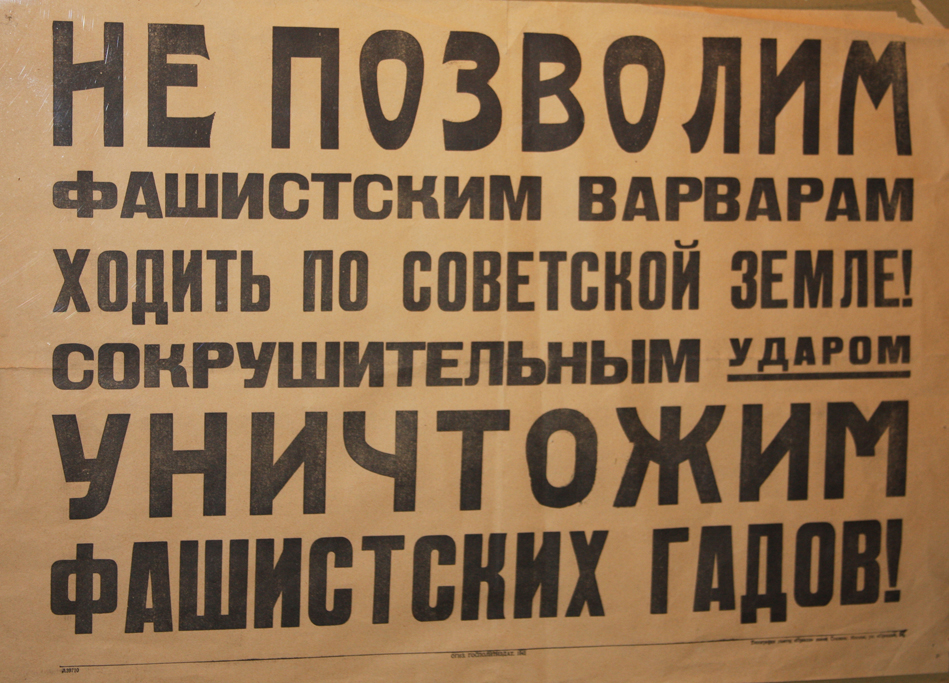 НЕ ПОЗВОЛИМ
ФАШИСТСКИМ ВАРВАРАМ
ХОДИТЬ ПО СОВЕТСКОЙ ЗЕМЛЕ!
СОКРУШИТЕЛЬНЫМ УДАРОМ
УНИЧТОЖИМ
ФАШИСТСКИХ ГАДОВ!